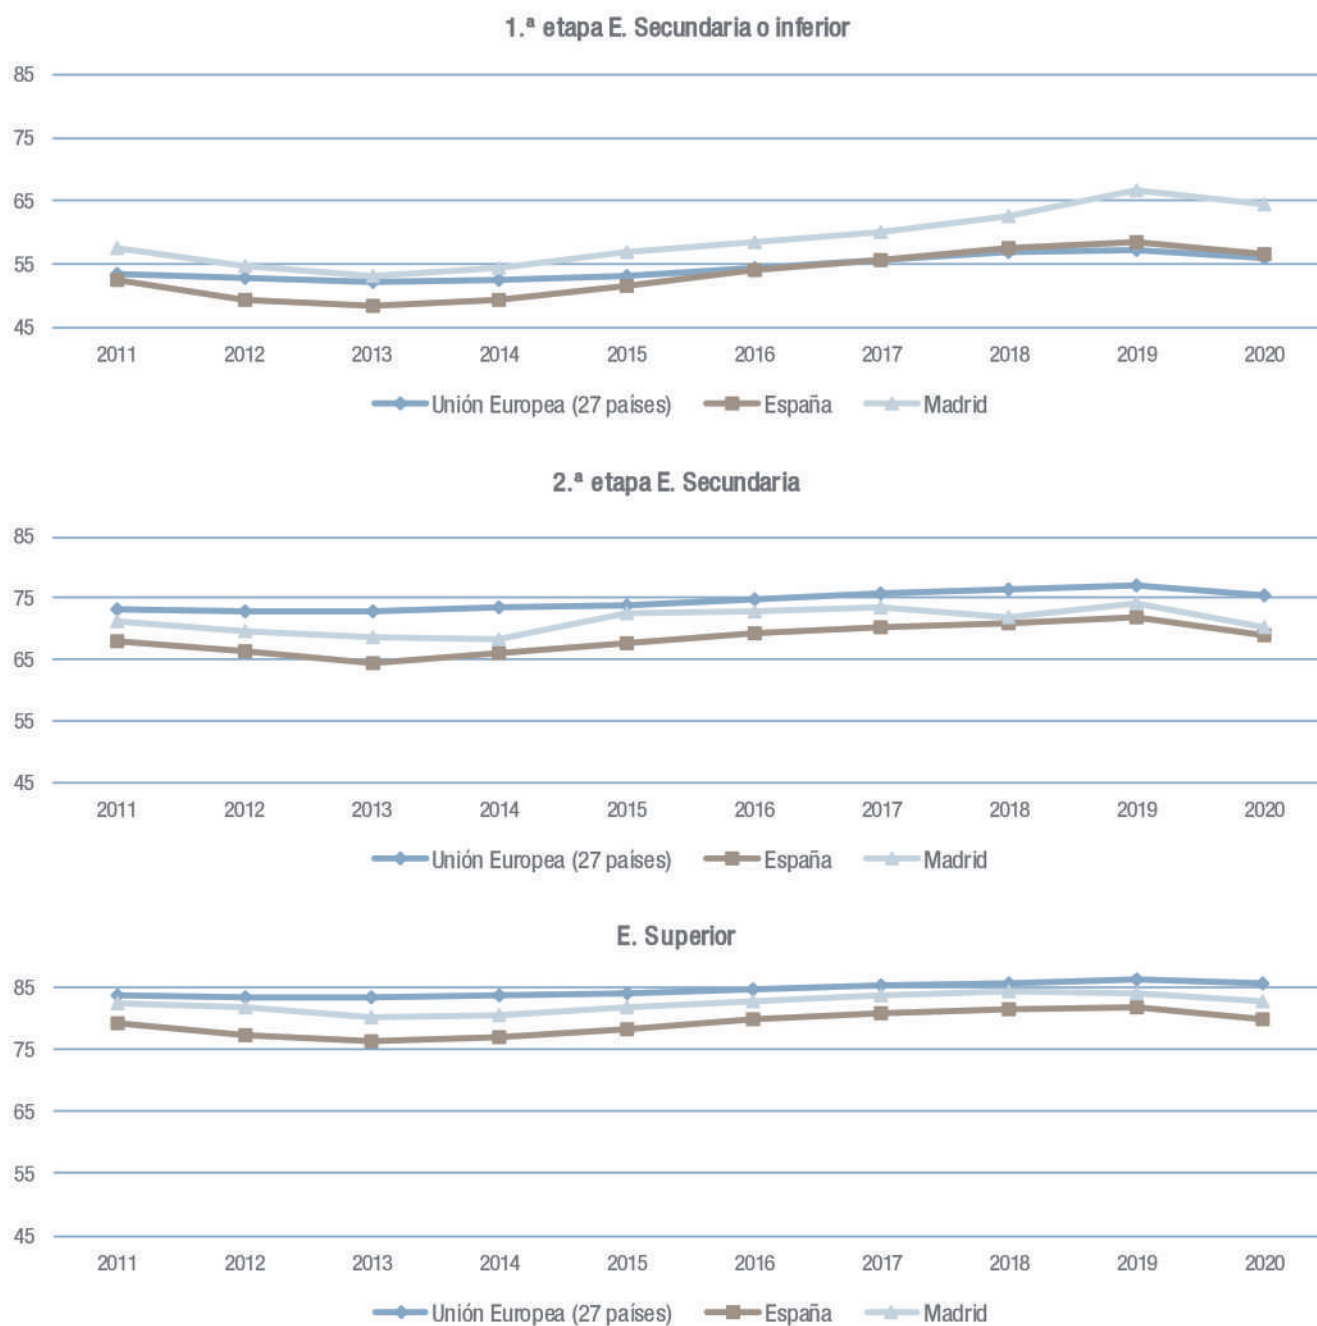 1.ª etapa E. Secundaria o inferior
85
75
65
55
45
2011 2012 2013 2014 2015 2016 2017 2018 2019 2020
Unión Europea (27 países) España Madrid
2.ª etapa E. Secundaria
85
75
65
55
45
2011 2012 2013 2014 2015 2016 2017 2018 2019 2020
Unión Europea (27 países) España Madrid
E. Superior
85
75
65
55
45
2011 2012 2013 2014 2015 2016 2017 2018 2019 2020
Unión Europea (27 países) España Madrid